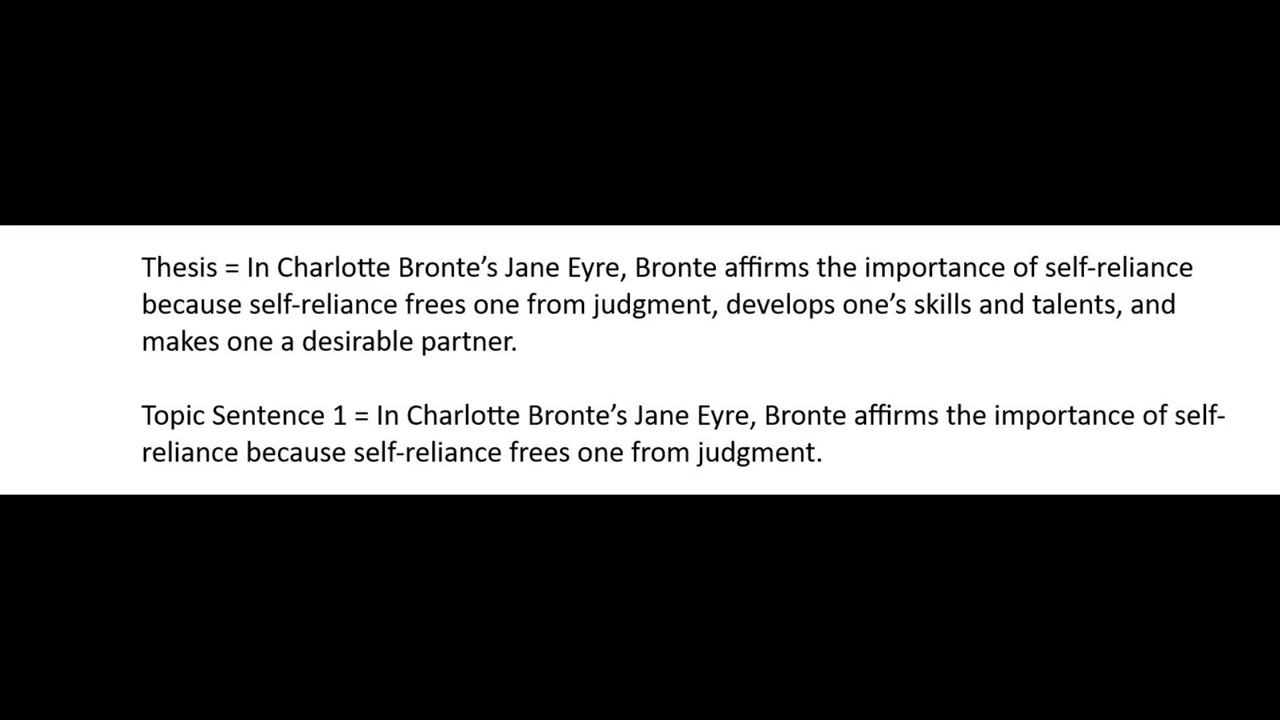 Thesis = In Charlotte Bronte’s Jane Eyre, Bronte affirms the importance of self-reliance
because self-reliance frees one from judgment, develops one’s skills and talents, and
makes one a desirable partner.
Topic Sentence 1 = In Charlotte Bronte’s Jane Eyre, Bronte affirms the importance of self-
reliance because self-reliance frees one from judgment.